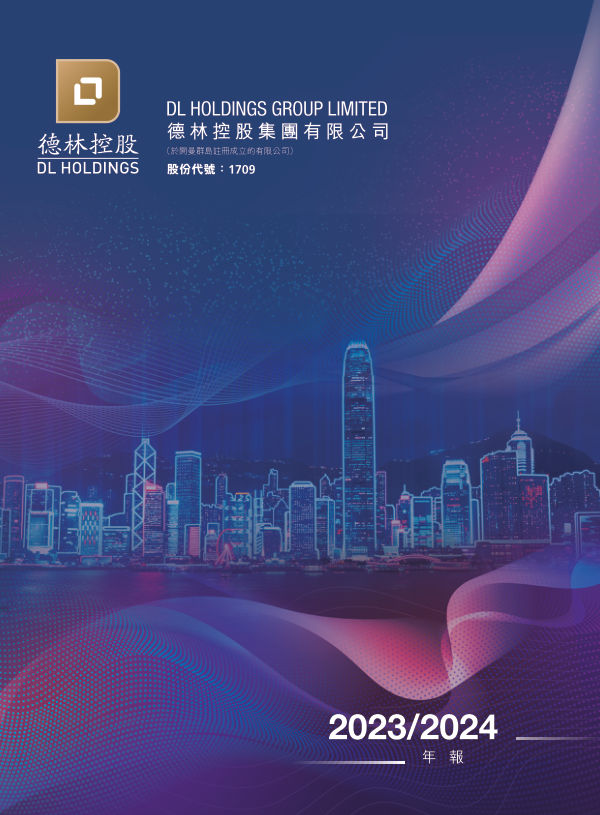 德林控股
DL HOLDINGS
DL HOLDINGS GROUP LIMITED
德林控股集團有限公司
(於開曼群島註冊成立的有限公司)
股份代號：1709
2023/2024
年報